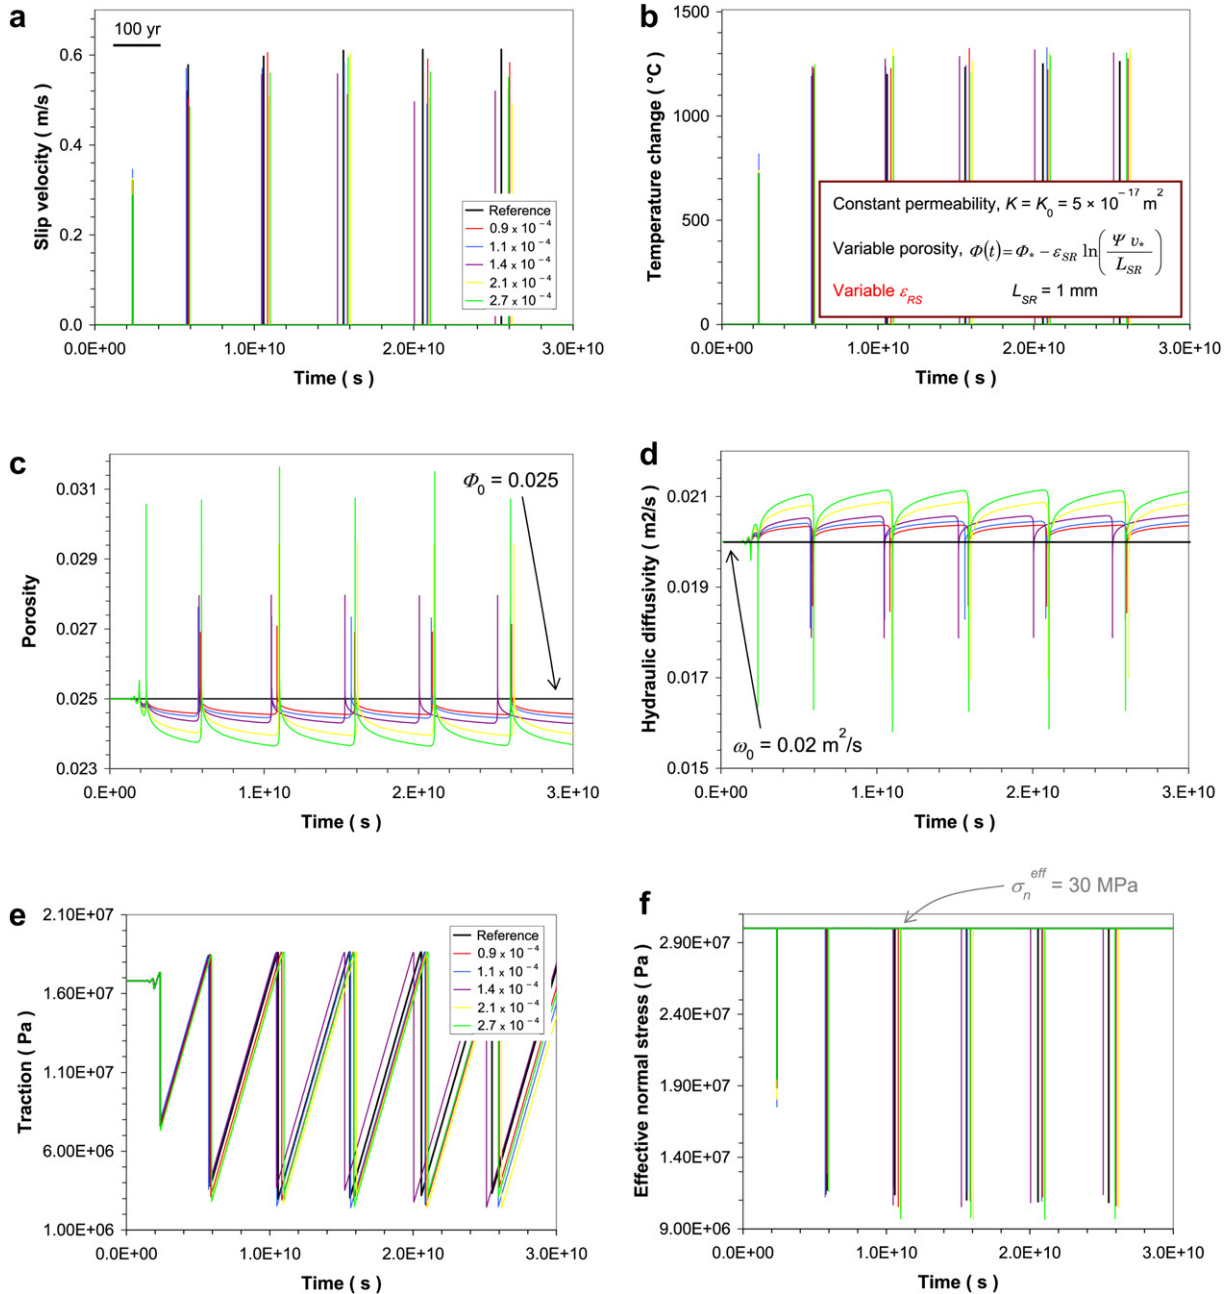 a
100 yr
0.6
0.4
0.2
0.0
Slip velocity ( m/s )
Reference
0.9 x 10 −4
1.1 x 10 −4
1.4 x 10 −4
2.1 x 10 −4
2.7 x 10 −4
0.0E+00 1.0E+10 2.0E+10 3.0E+10
Time ( s )
b
1500
1000
500
0
Temperature change ( °C )
Constant permeability, K = K0 = 5 × 10−17 m2
Variable porosity, Φ(t)=Φ* − εSR ln(Ψ v* / LSR)
Variable εRS LSR = 1 mm
0.0E+00 1.0E+10 2.0E+10 3.0E+10
Time ( s )
c
0.031
0.029
0.027
0.025
0.023
Porosity
Φ0 = 0.025
0.E+00 1.E+10 2.E+10 3.E+10
Time ( s )
d
0.021
0.019
0.017
0.015
Hydraulic diffusivity ( m2/s )
ω0 = 0.02 m2/s
0.E+00 1.E+10 2.E+10 3.E+10
Time ( s )
e
2.10E+07
1.60E+07
1.10E+07
6.00E+06
1.00E+06
Traction ( Pa )
Reference
0.9 x 10 −4
1.1 x 10 −4
1.4 x 10 −4
2.1 x 10 −4
2.7 x 10 −4
0.0E+00 1.0E+10 2.0E+10 3.0E+10
Time ( s )
f
σn eff = 30 MPa
2.90E+07
2.40E+07
1.90E+07
1.40E+07
9.00E+06
Effective normal stress ( Pa )
0.0E+00 1.0E+10 2.0E+10 3.0E+10
Time ( s )